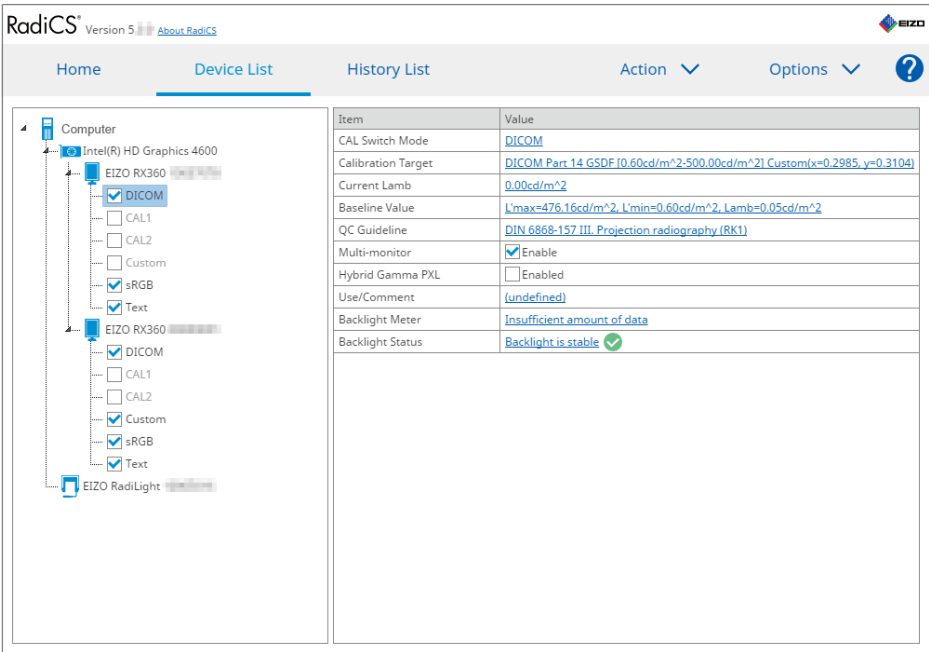 RadiCS® Version 5. About RadiCS
EIZO
Home Device List History List Action Options ?
Computer
Intel(R) HD Graphics 4600
EIZO RX360
DICOM
CAL1
CAL2
Custom
sRGB
Text
EIZO RX360
DICOM
CAL1
CAL2
Custom
sRGB
Text
EIZO RadiLight
Item Value
CAL Switch Mode DICOM
Calibration Target DICOM Part 14 GSDF [0.60cd/m^2-500.00cd/m^2] Custom(x=0.2985, y=0.3104)
Current Lamb 0.00cd/m^2
Baseline Value L'max=476.16cd/m^2, L'min=0.60cd/m^2, Lamb=0.05cd/m^2
QC Guideline DIN 6868-157 III. Projection radiography (RK1)
Multi-monitor Enable
Hybrid Gamma PXL Enabled
Use/Comment (undefined)
Backlight Meter Insufficient amount of data
Backlight Status Backlight is stable